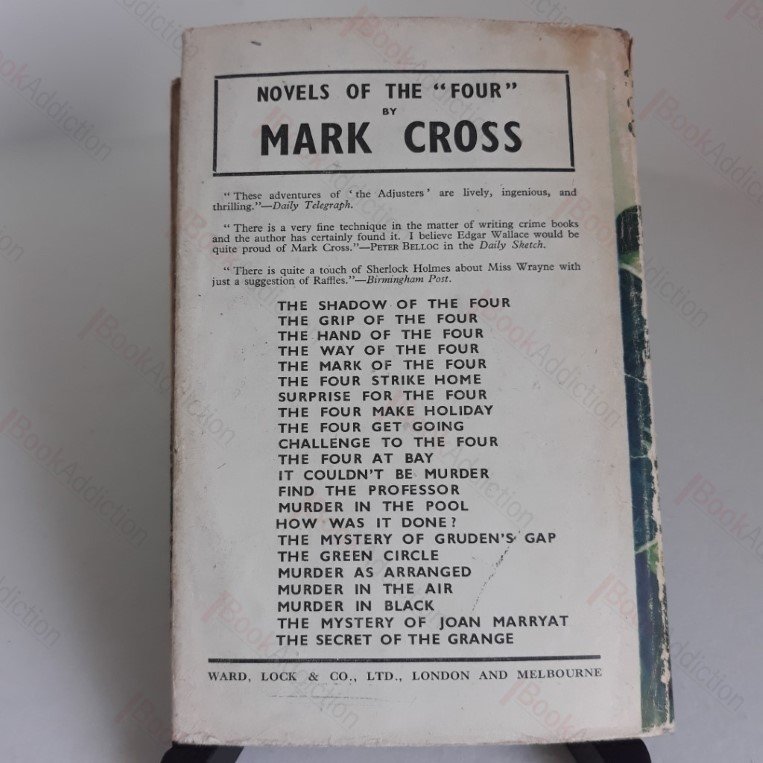 NOVELS OF THE "FOUR"
BY
MARK CROSS
"These adventures of 'the Adjusters' are lively, ingenious, and
thrilling."—Daily Telegraph.
"There is a very fine technique in the matter of writing crime books
and the author has certainly found it. I believe Edgar Wallace would be
quite proud of Mark Cross."—PETER BELLOC in the Daily Sketch.
"There is quite a touch of Sherlock Holmes about Miss Wrayne with
just a suggestion of Raffles."—Birmingham Post.
THE SHADOW OF THE FOUR
THE GRIP OF THE FOUR
THE HAND OF THE FOUR
THE WAY OF THE FOUR
THE MARK OF THE FOUR
THE FOUR STRIKE HOME
SURPRISE FOR THE FOUR
THE FOUR MAKE HOLIDAY
THE FOUR GET GOING
CHALLENGE TO THE FOUR
THE FOUR AT BAY
IT COULDN'T BE MURDER
FIND THE PROFESSOR
MURDER IN THE POOL
HOW WAS IT DONE?
THE MYSTERY OF GRUDEN'S GAP
THE GREEN CIRCLE
MURDER AS ARRANGED
MURDER IN THE AIR
MURDER IN BLACK
THE MYSTERY OF JOAN MARRYAT
THE SECRET OF THE GRANGE
WARD, LOCK & CO., LTD., LONDON AND MELBOURNE
BookAddiction